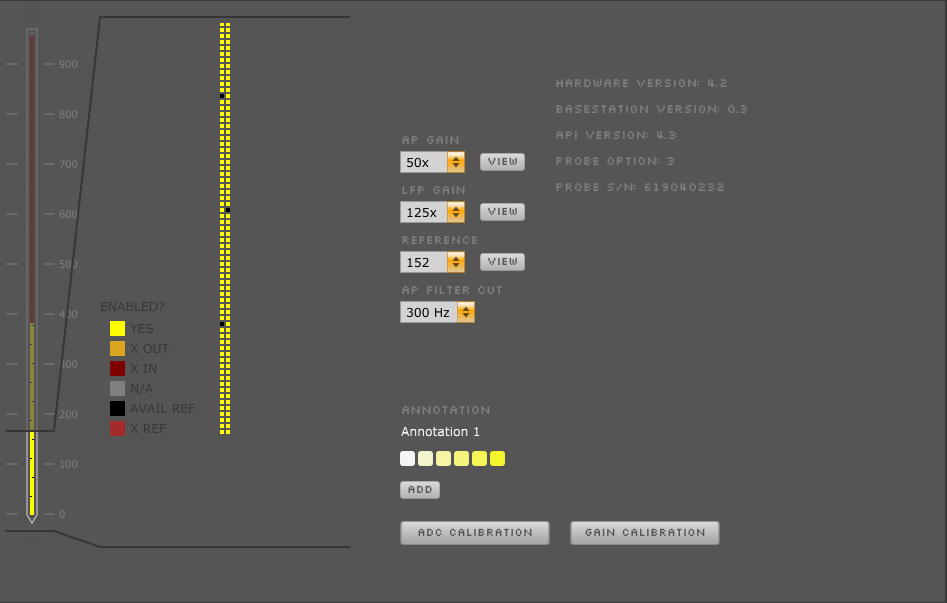 900
800
700
600
500
400
300
200
100
0
ENABLED?
YES
X OUT
X IN
N/A
AVAIL REF
X REF
AP GAIN
50x VIEW
LFP GAIN
125x VIEW
REFERENCE
152 VIEW
AP FILTER CUT
300 Hz
HARDWARE VERSION: 4.2
BASESTATION VERSION: 0.3
API VERSION: 4.3
PROBE OPTION: 3
PROBE S/N: 619040232
ANNOTATION
Annotation 1
ADD
ADC CALIBRATION GAIN CALIBRATION